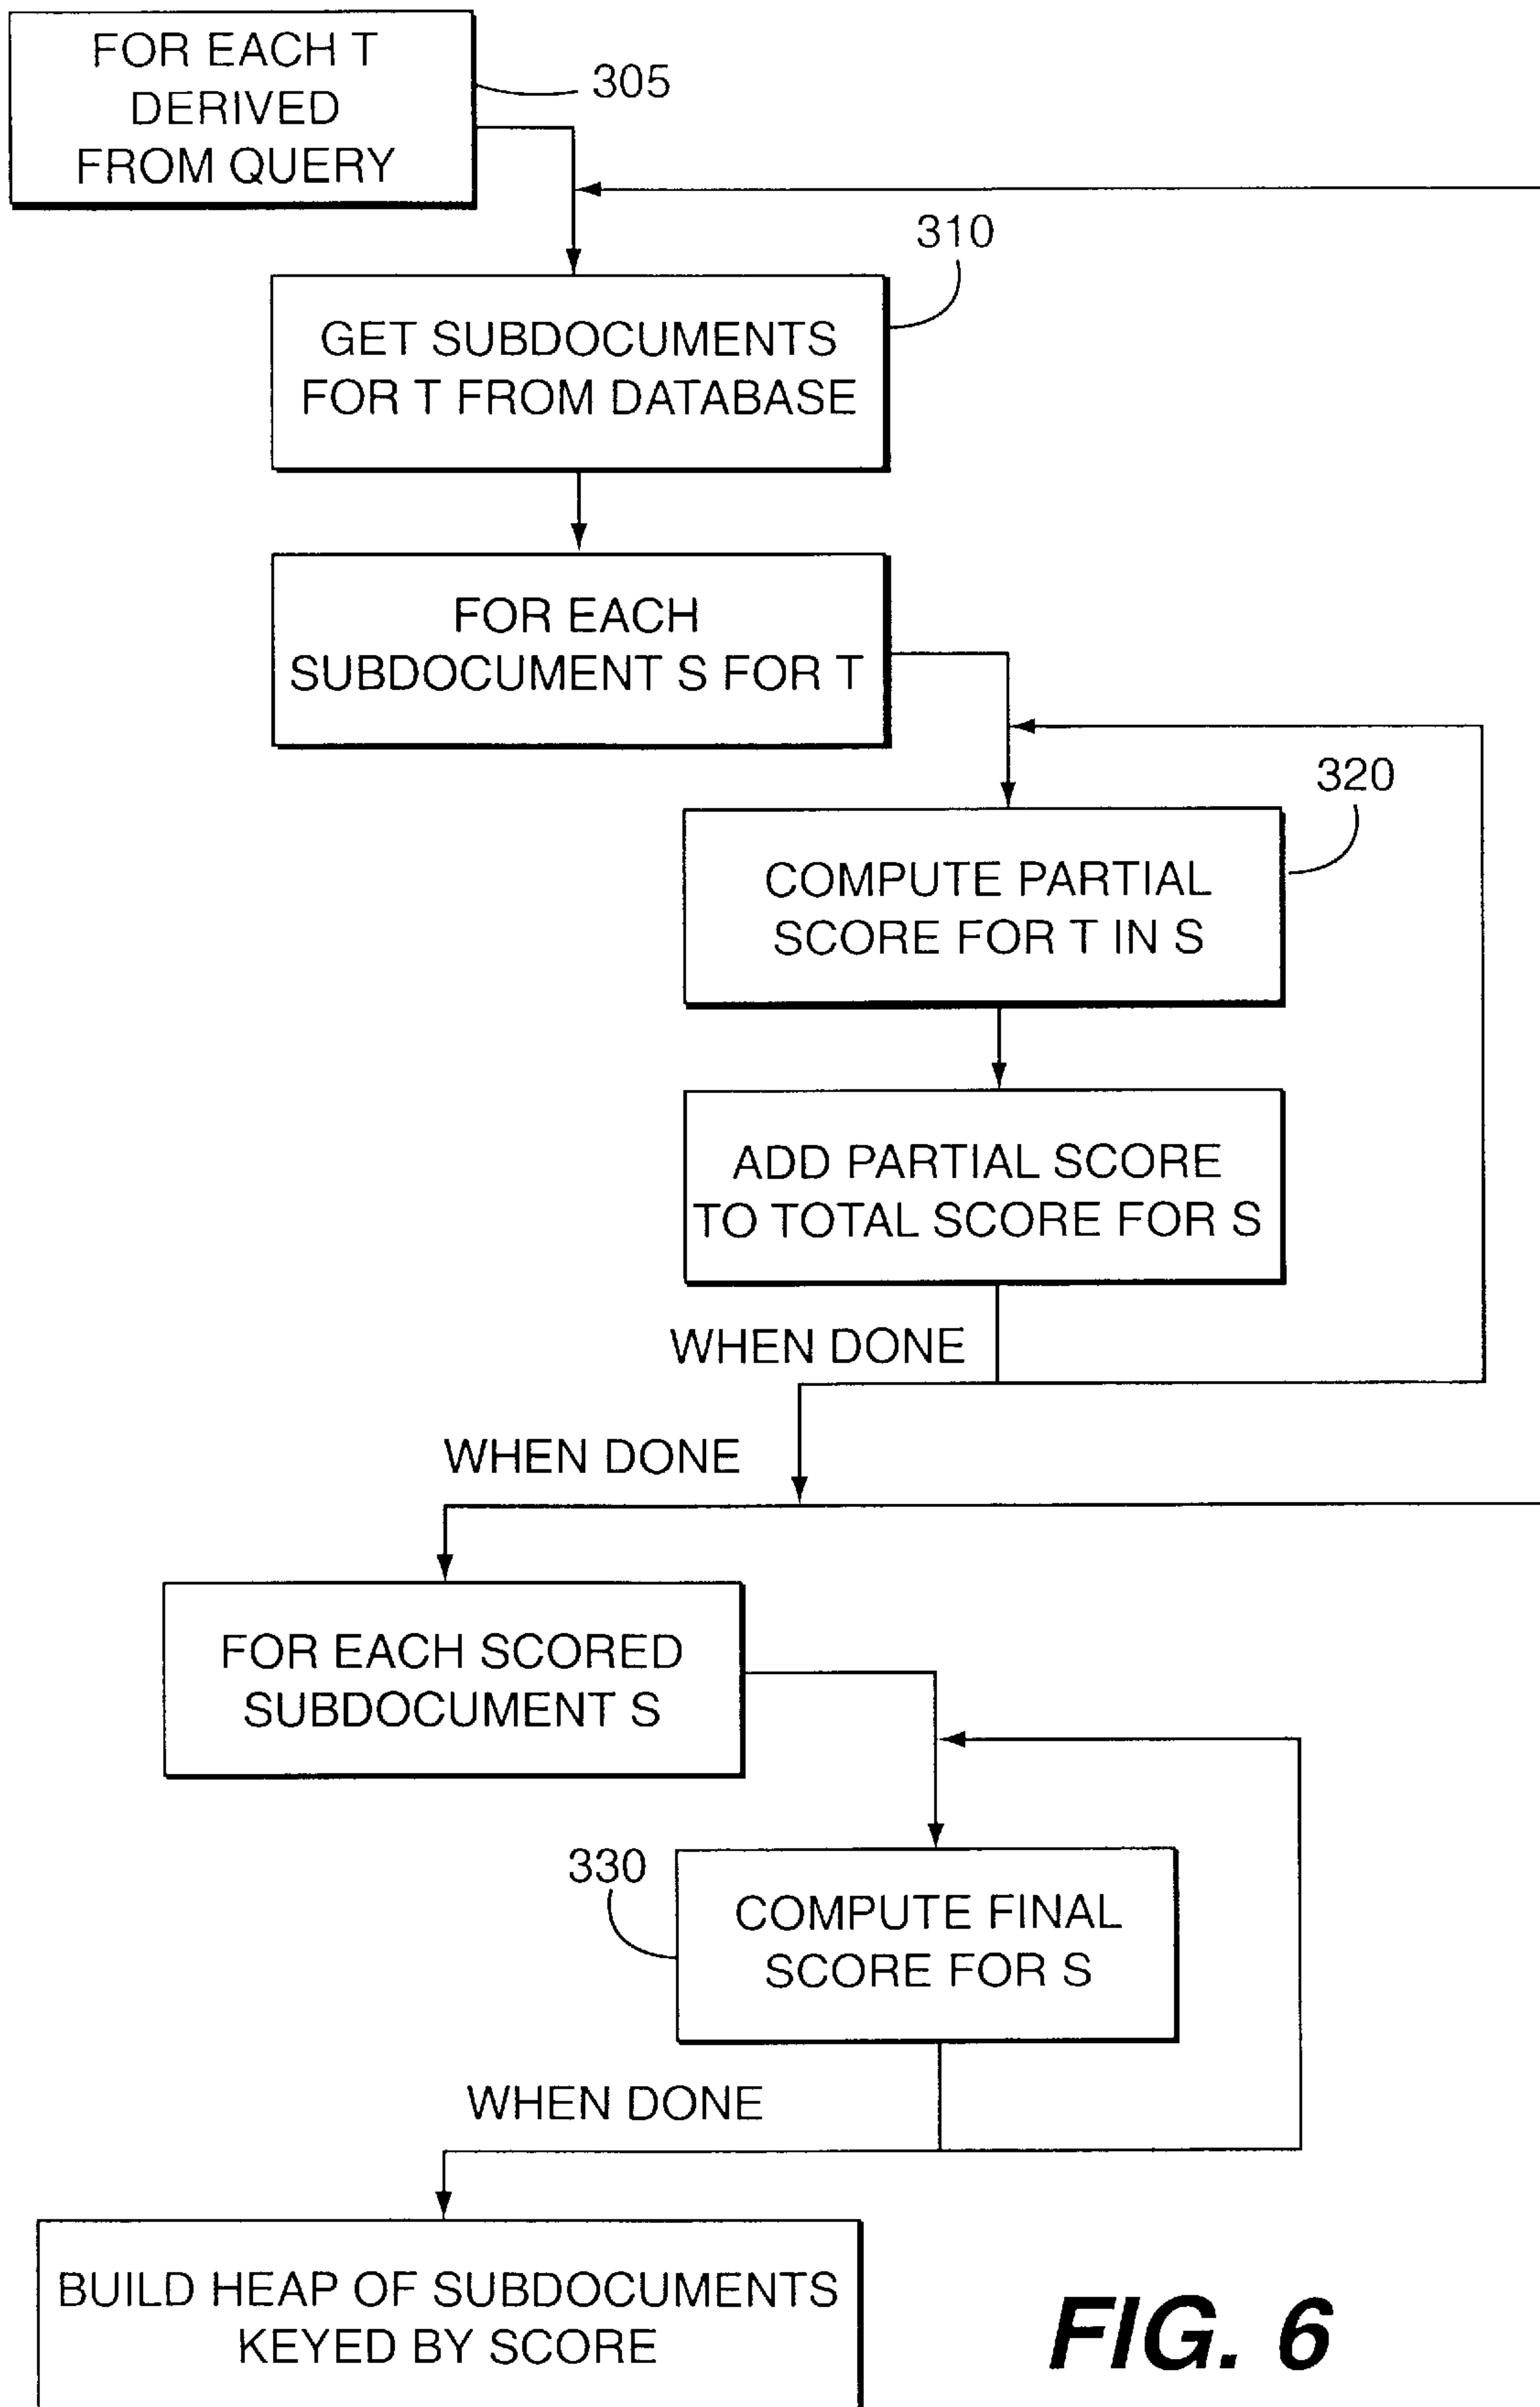 FOR EACH T
DERIVED
FROM QUERY
305
310
GET SUBDOCUMENTS
FOR T FROM DATABASE
FOR EACH
SUBDOCUMENT S FOR T
320
COMPUTE PARTIAL
SCORE FOR T IN S
ADD PARTIAL SCORE
TO TOTAL SCORE FOR S
WHEN DONE
WHEN DONE
FOR EACH SCORED
SUBDOCUMENT S
330
COMPUTE FINAL
SCORE FOR S
WHEN DONE
BUILD HEAP OF SUBDOCUMENTS
KEYED BY SCORE
FIG. 6